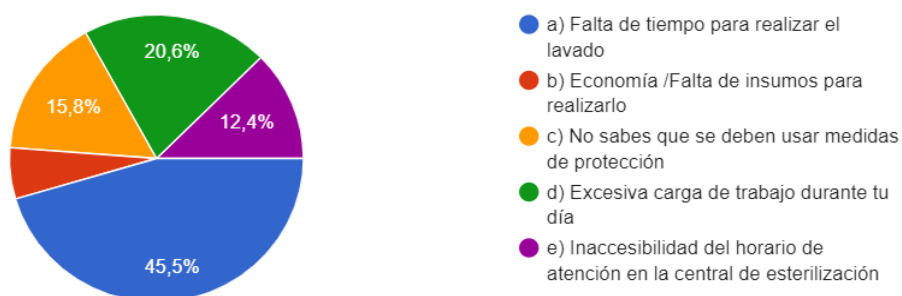 20,6%
15,8%
12,4%
45,5%
a) Falta de tiempo para realizar el
lavado
b) Economía /Falta de insumos para
realizarlo
c) No sabes que se deben usar medidas
de protección
d) Excesiva carga de trabajo durante tu
día
e) Inaccesibilidad del horario de
atención en la central de esterilización